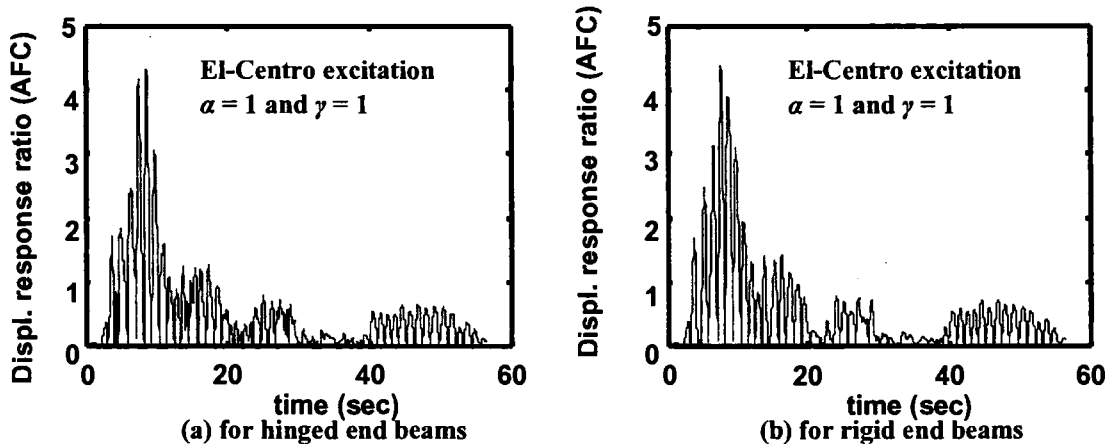 Displ. response ratio (AFC)
5
4
3
2
1
0
El-Centro excitation
α = 1 and γ = 1
0
20
40
60
time (sec)
(a) for hinged end beams
Displ. response ratio (AFC)
5
4
3
2
1
0
El-Centro excitation
α = 1 and γ = 1
0
20
40
60
time (sec)
(b) for rigid end beams